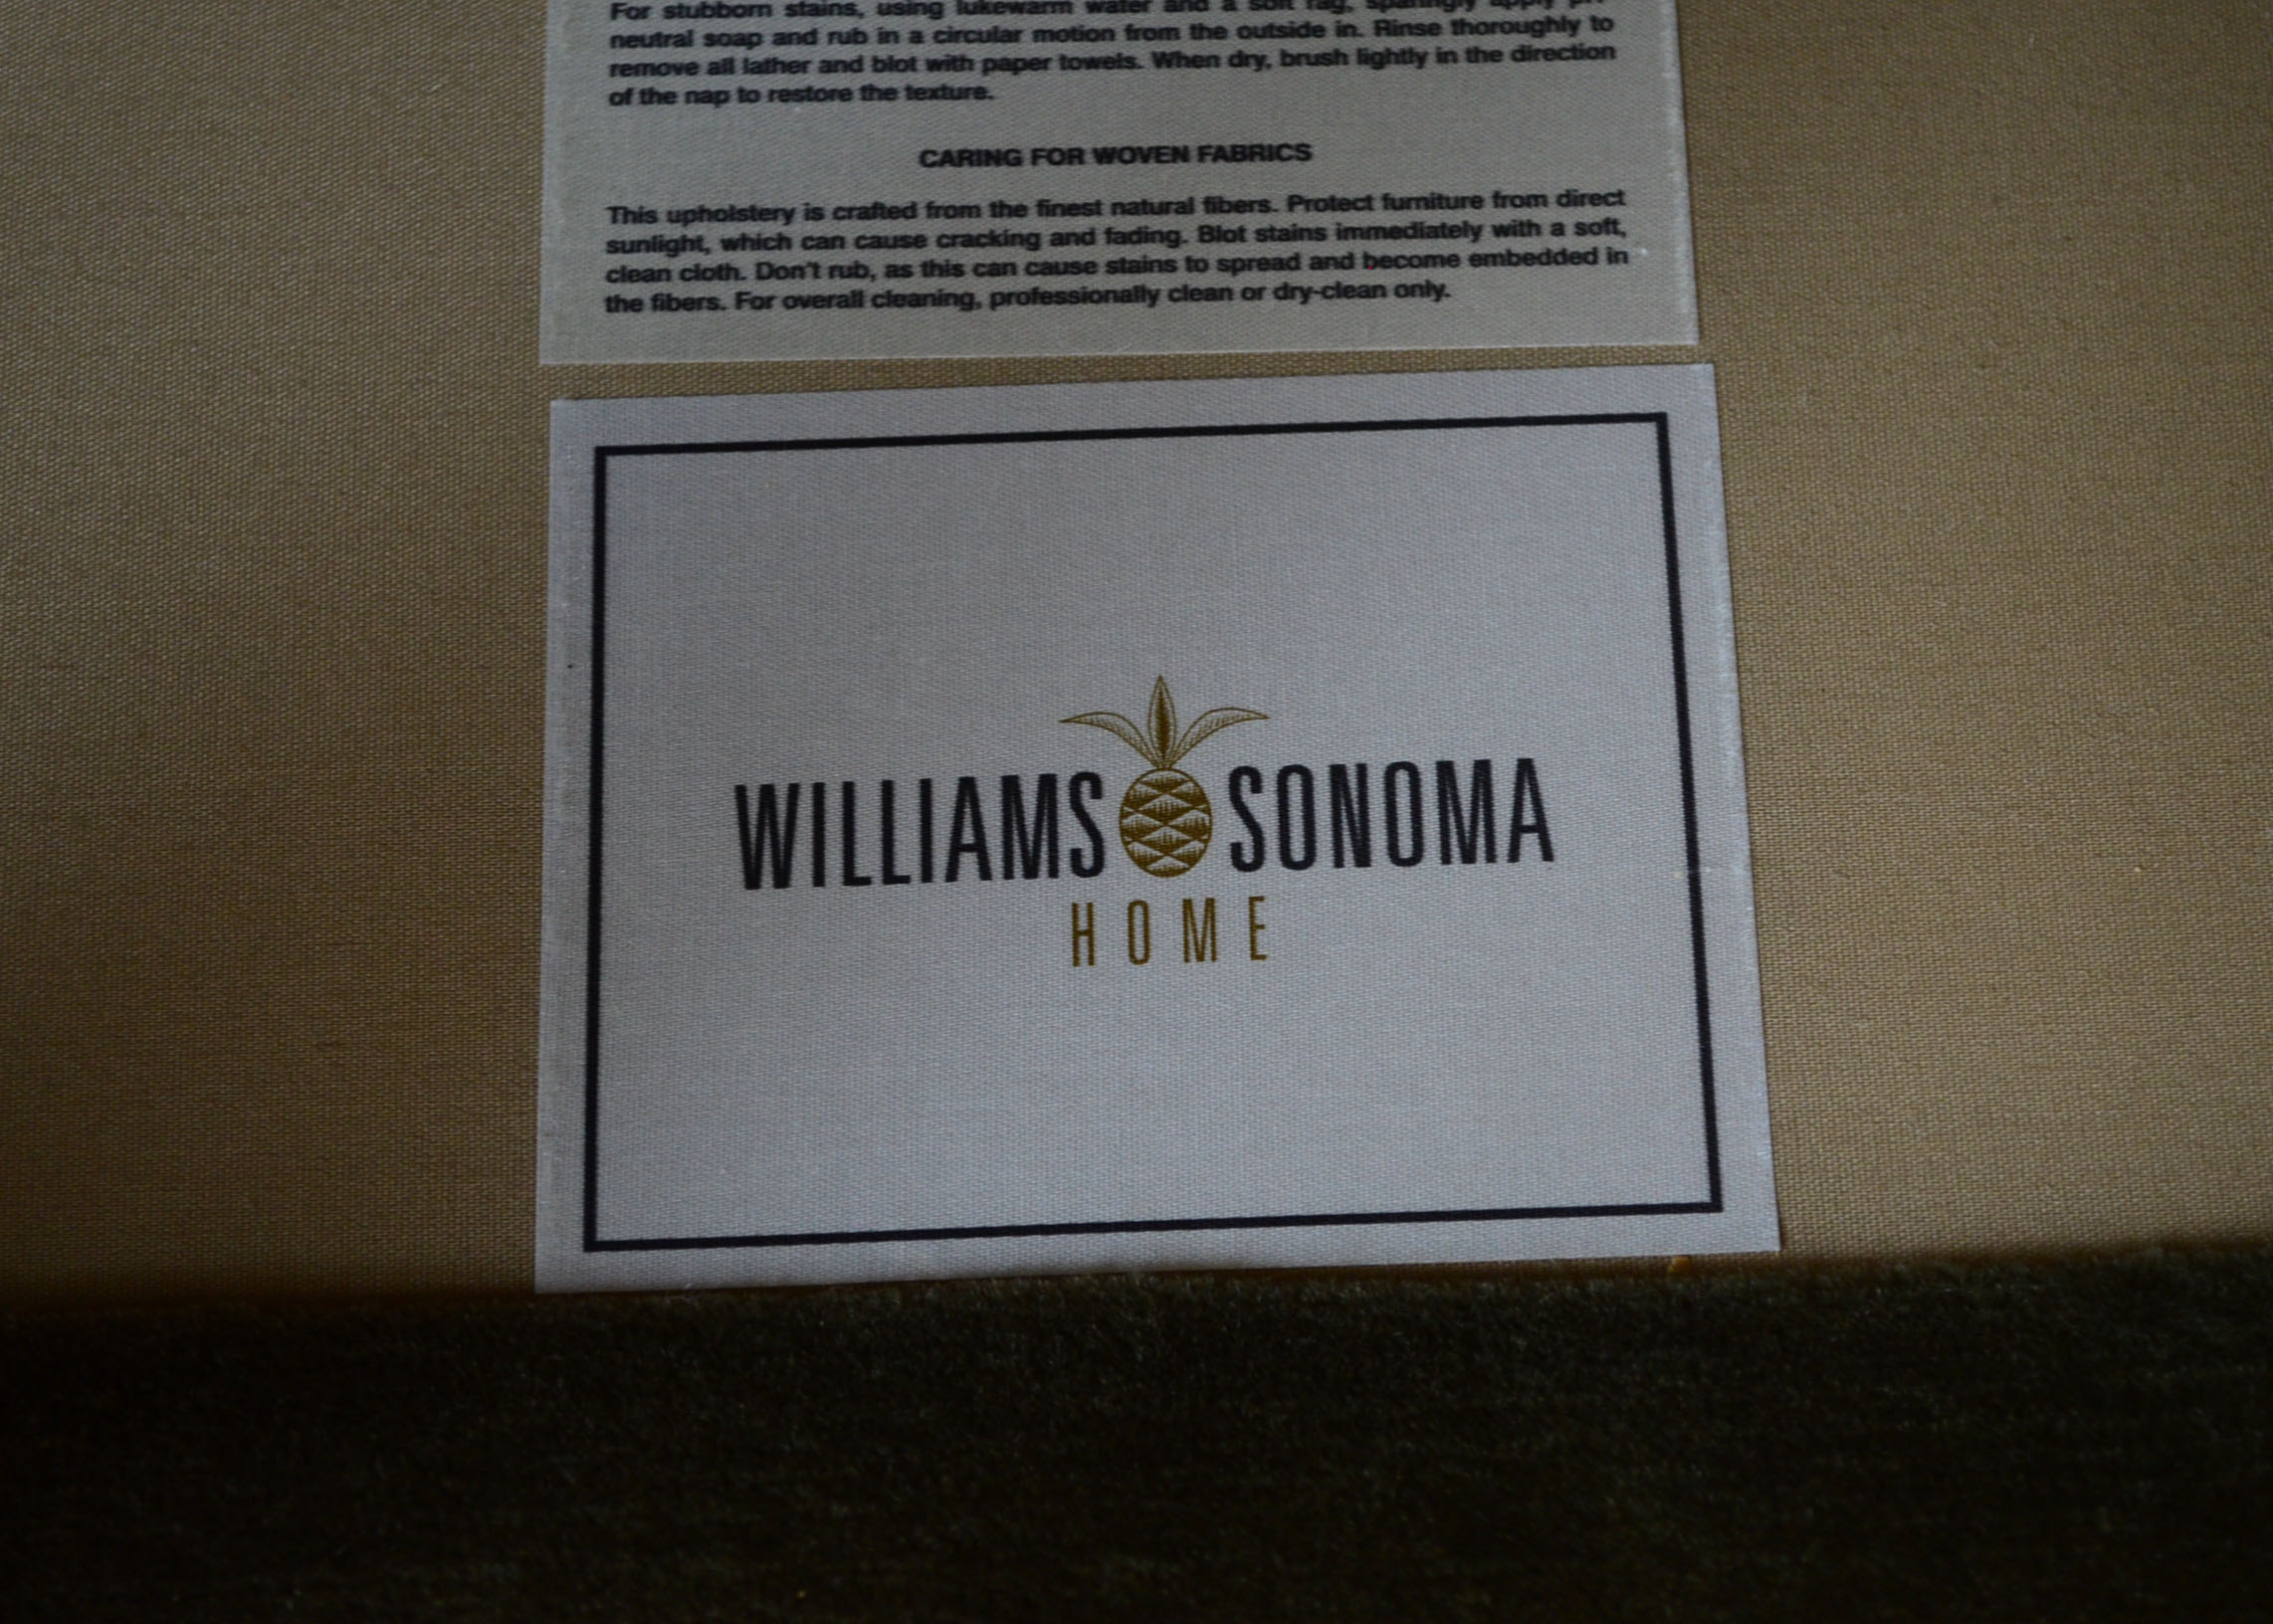 For stubborn stains, using lukewarm water and a soft rag, sparingly apply pH-
neutral soap and rub in a circular motion from the outside in. Rinse thoroughly to
remove all lather and blot with paper towels. When dry, brush lightly in the direction
of the nap to restore the texture.
CARING FOR WOVEN FABRICS
This upholstery is crafted from the finest natural fibers. Protect furniture from direct
sunlight, which can cause cracking and fading. Blot stains immediately with a soft,
clean cloth. Don't rub, as this can cause stains to spread and become embedded in
the fibers. For overall cleaning, professionally clean or dry-clean only.
WILLIAMS SONOMA
HOME